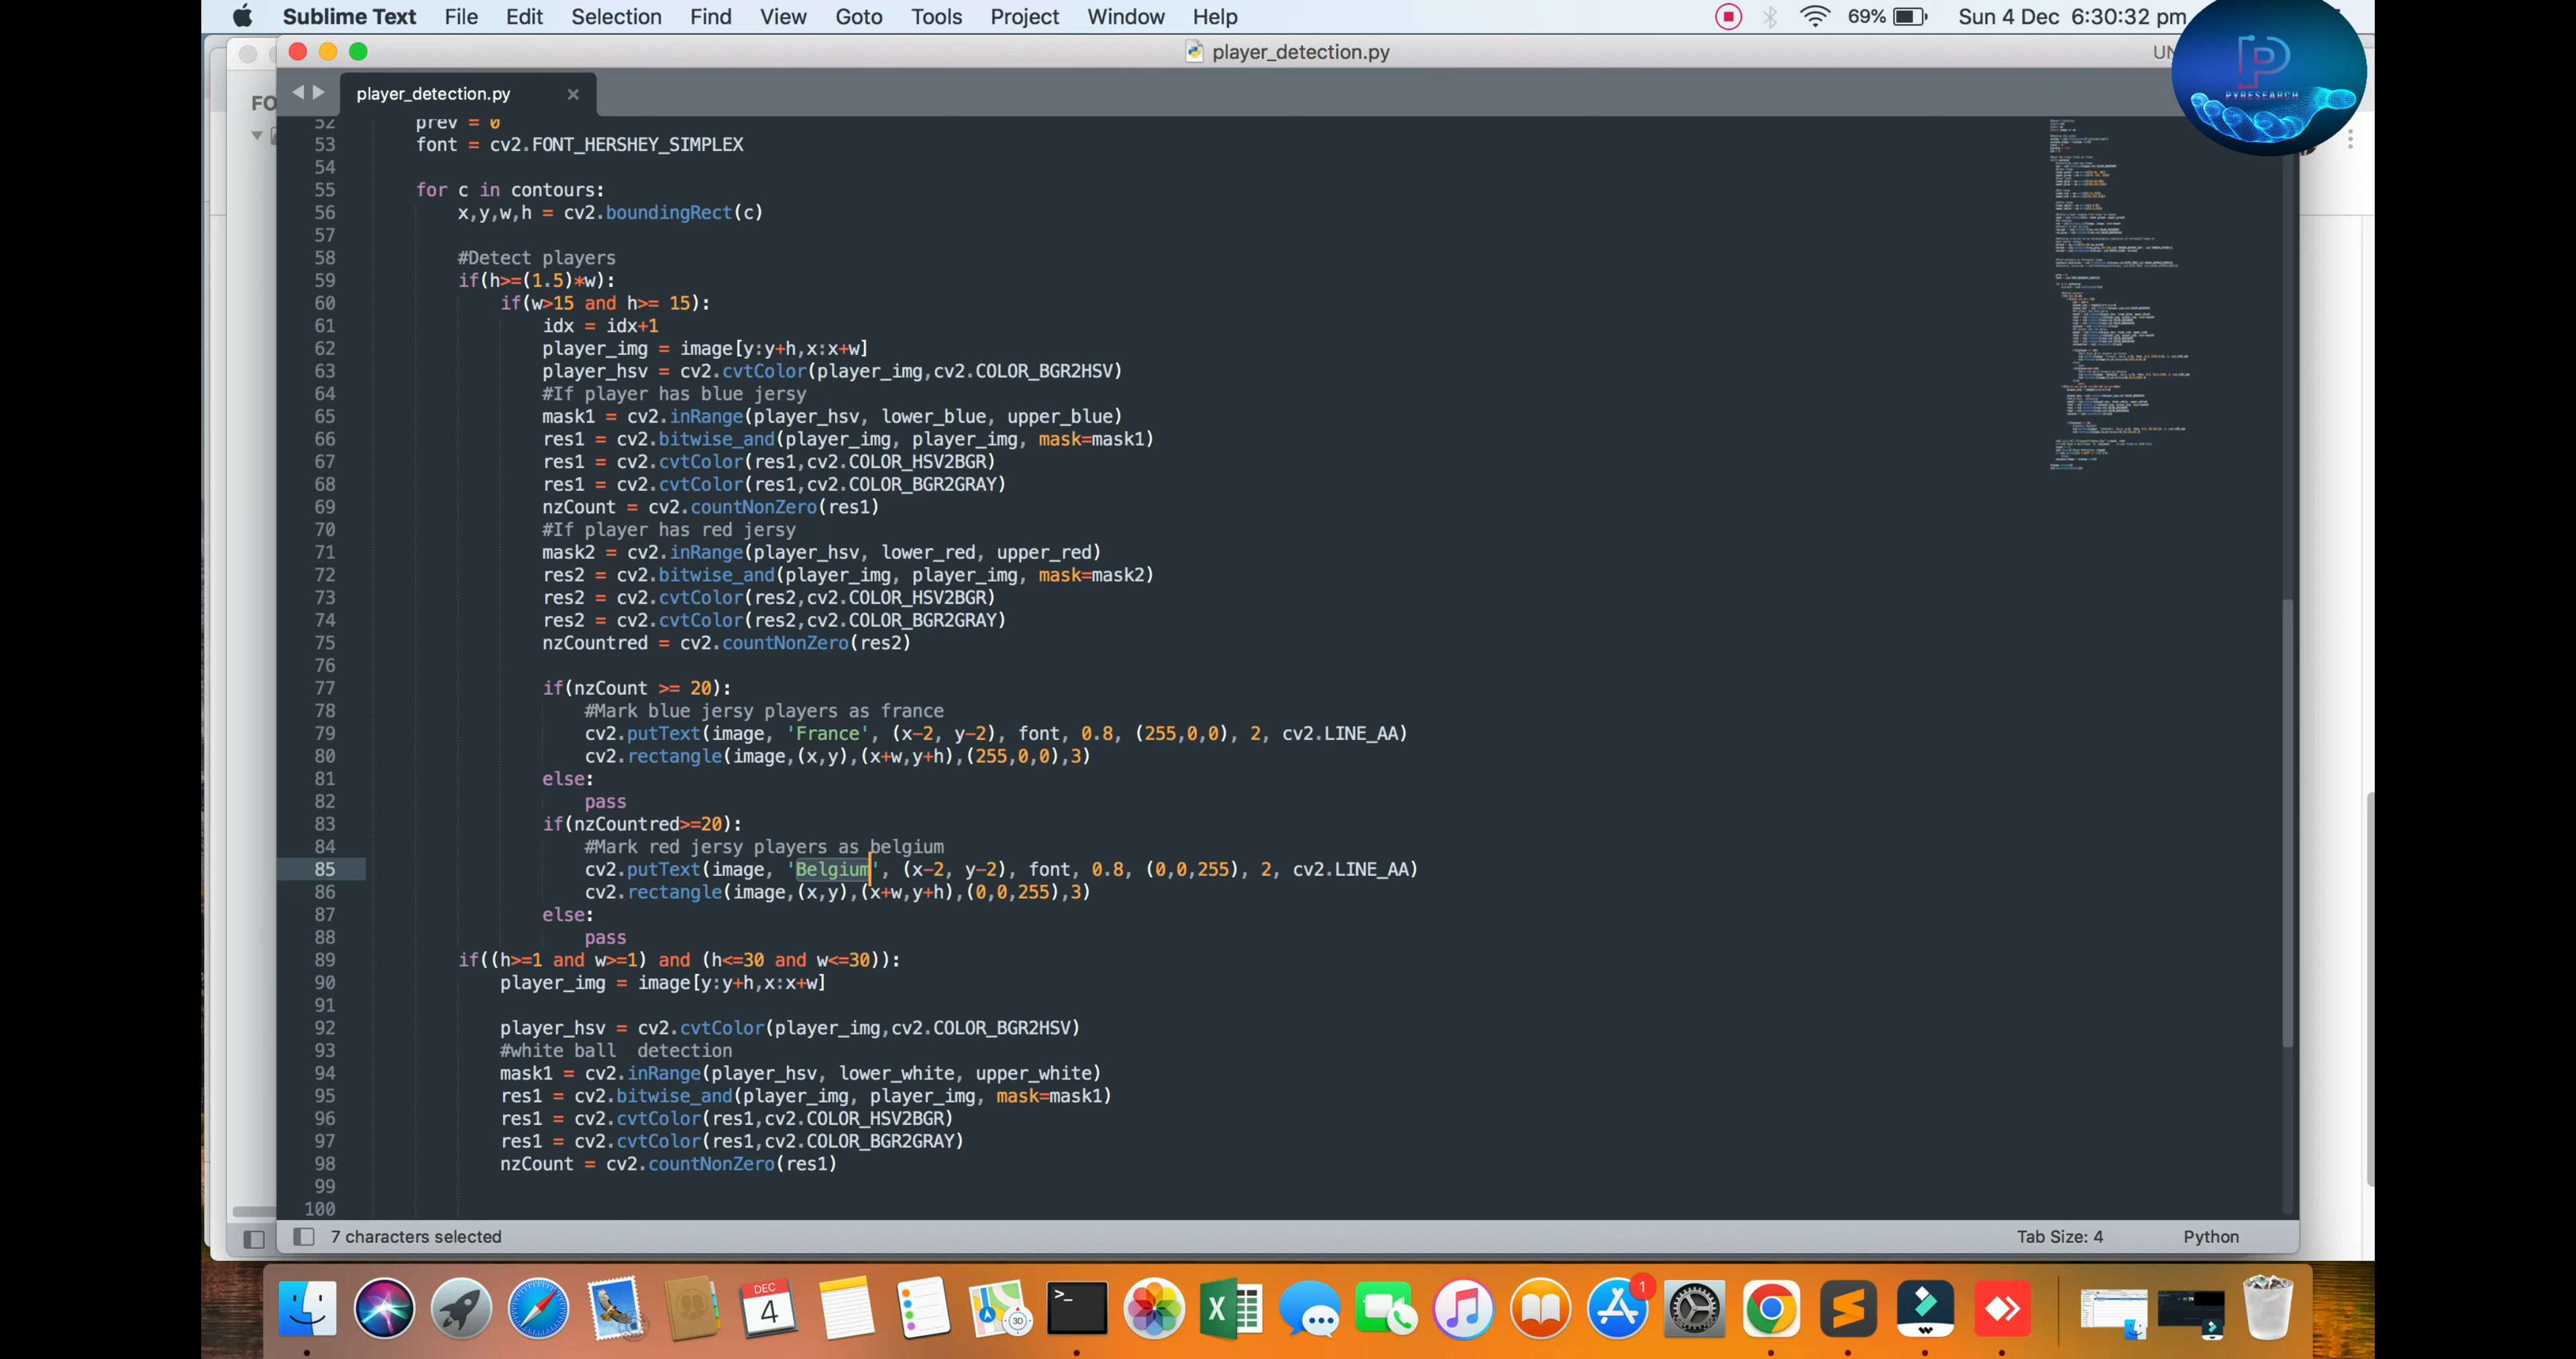 Sublime Text File Edit Selection Find View Goto Tools Project Window Help 69% Sun 4 Dec 6:30:32 pm
player_detection.py UN
PYRESEARCH
FO
player_detection.py ×
52 prev = 0
53 font = cv2.FONT_HERSHEY_SIMPLEX
54
55 for c in contours:
56 x,y,w,h = cv2.boundingRect(c)
57
58 #Detect players
59 if(h>=(1.5)*w):
60 if(w>15 and h>= 15):
61 idx = idx+1
62 player_img = image[y:y+h,x:x+w]
63 player_hsv = cv2.cvtColor(player_img,cv2.COLOR_BGR2HSV)
64 #If player has blue jersy
65 mask1 = cv2.inRange(player_hsv, lower_blue, upper_blue)
66 res1 = cv2.bitwise_and(player_img, player_img, mask=mask1)
67 res1 = cv2.cvtColor(res1,cv2.COLOR_HSV2BGR)
68 res1 = cv2.cvtColor(res1,cv2.COLOR_BGR2GRAY)
69 nzCount = cv2.countNonZero(res1)
70 #If player has red jersy
71 mask2 = cv2.inRange(player_hsv, lower_red, upper_red)
72 res2 = cv2.bitwise_and(player_img, player_img, mask=mask2)
73 res2 = cv2.cvtColor(res2,cv2.COLOR_HSV2BGR)
74 res2 = cv2.cvtColor(res2,cv2.COLOR_BGR2GRAY)
75 nzCountred = cv2.countNonZero(res2)
76
77 if(nzCount >= 20):
78 #Mark blue jersy players as france
79 cv2.putText(image, 'France', (x-2, y-2), font, 0.8, (255,0,0), 2, cv2.LINE_AA)
80 cv2.rectangle(image,(x,y),(x+w,y+h),(255,0,0),3)
81 else:
82 pass
83 if(nzCountred>=20):
84 #Mark red jersy players as belgium
85 cv2.putText(image, 'Belgium', (x-2, y-2), font, 0.8, (0,0,255), 2, cv2.LINE_AA)
86 cv2.rectangle(image,(x,y),(x+w,y+h),(0,0,255),3)
87 else:
88 pass
89 if((h>=1 and w>=1) and (h<=30 and w<=30)):
90 player_img = image[y:y+h,x:x+w]
91
92 player_hsv = cv2.cvtColor(player_img,cv2.COLOR_BGR2HSV)
93 #white ball  detection
94 mask1 = cv2.inRange(player_hsv, lower_white, upper_white)
95 res1 = cv2.bitwise_and(player_img, player_img, mask=mask1)
96 res1 = cv2.cvtColor(res1,cv2.COLOR_HSV2BGR)
97 res1 = cv2.cvtColor(res1,cv2.COLOR_BGR2GRAY)
98 nzCount = cv2.countNonZero(res1)
99
100
7 characters selected Tab Size: 4 Python
DEC
4
3D
1